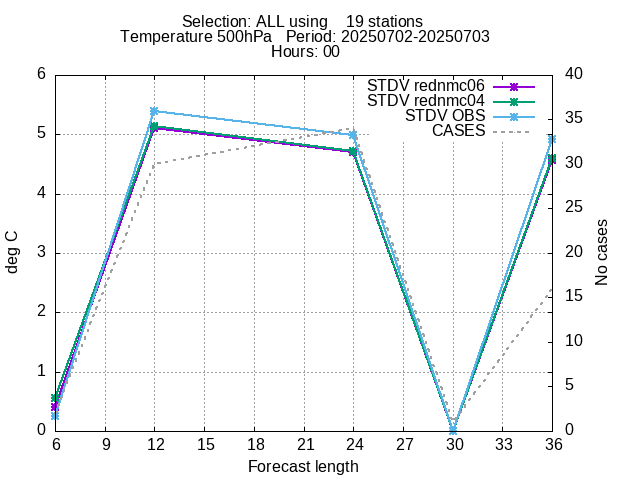 Selection: ALL using    19 stations
Temperature 500hPa   Period: 20250702-20250703
Hours: 00
6 40
STDV rednmc06
STDV rednmc04
STDV OBS
CASES
35
5
30
4
25
3 20
deg C
No cases
2
15
10
1
5
0 0
6 9 12 15 18 21 24 27 30 33 36
Forecast length